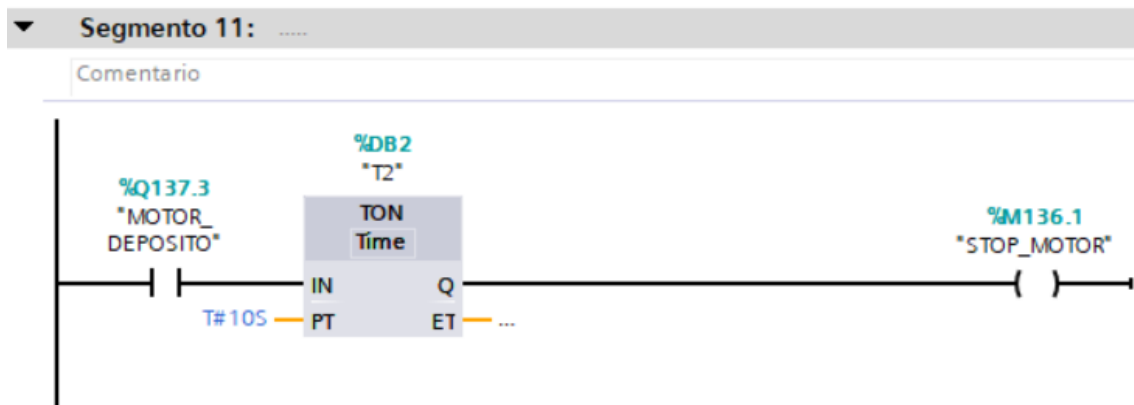 Segmento 11: .....
Comentario
%DB2
"T2"
%Q137.3
"MOTOR_
DEPOSITO"
TON
Time
%M136.1
"STOP_MOTOR"
IN
Q
T#10S
PT
ET
...